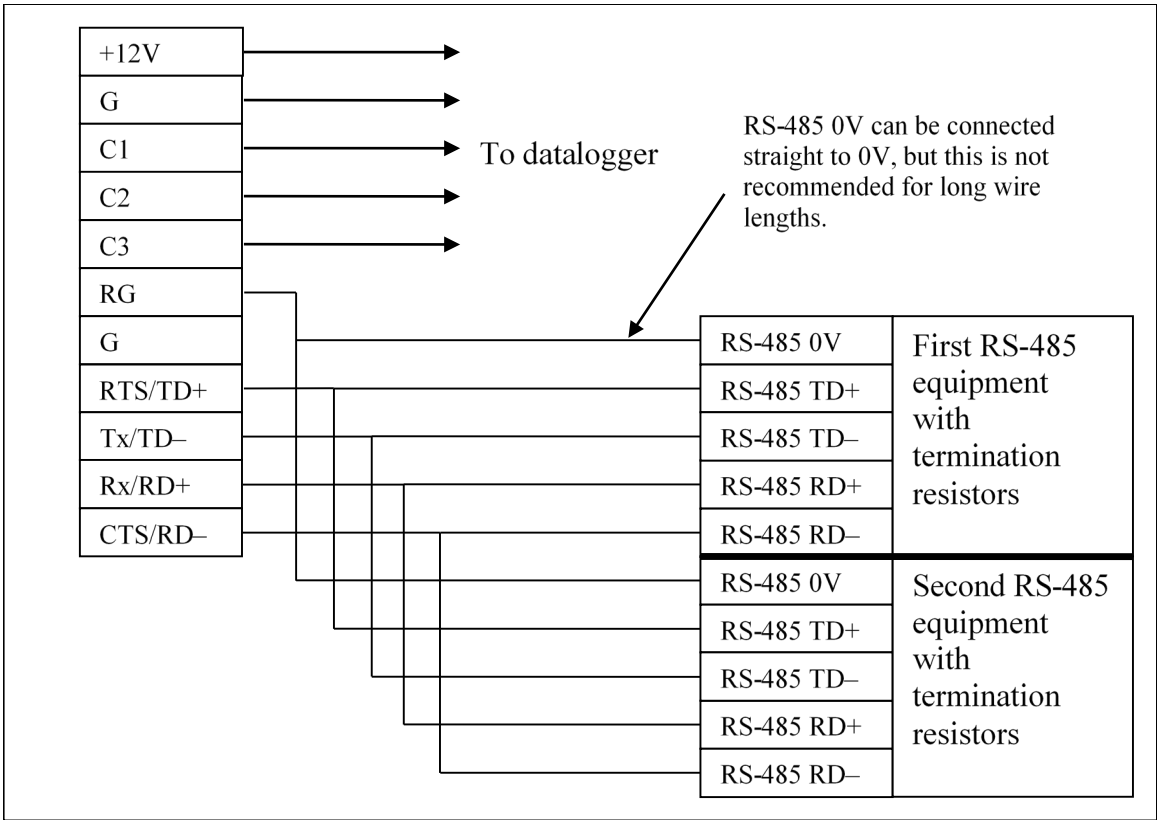 +12V
G
C1
C2
C3
RG
G
RTS/TD+
Tx/TD–
Rx/RD+
CTS/RD–
To datalogger
RS-485 0V can be connected
straight to 0V, but this is not
recommended for long wire
lengths.
RS-485 0V
RS-485 TD+
RS-485 TD–
RS-485 RD+
RS-485 RD–
First RS-485
equipment
with
termination
resistors
RS-485 0V
RS-485 TD+
RS-485 TD–
RS-485 RD+
RS-485 RD–
Second RS-485
equipment
with
termination
resistors